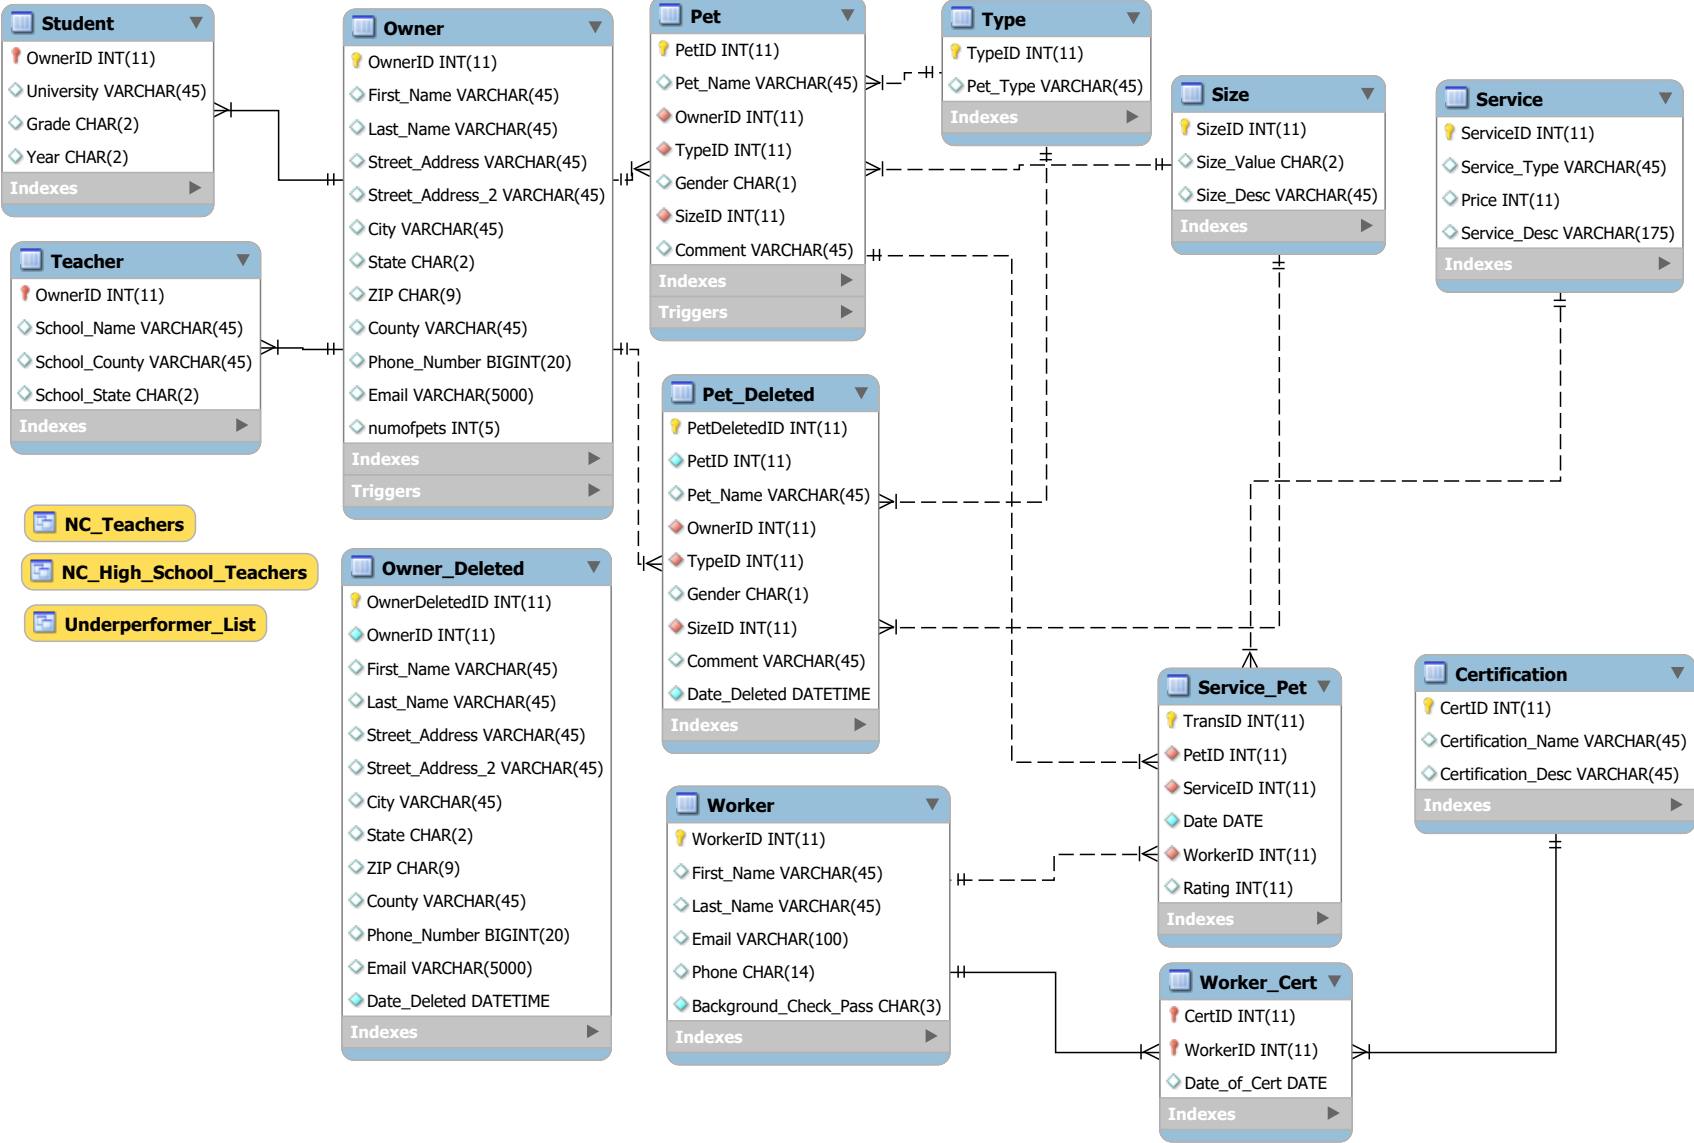 Student
OwnerID INT(11)
University VARCHAR(45)
Grade CHAR(2)
Year CHAR(2)
Indexes
Teacher
OwnerID INT(11)
School_Name VARCHAR(45)
School_County VARCHAR(45)
School_State CHAR(2)
Indexes
NC_Teachers
NC_High_School_Teachers
Underperformer_List
Owner
OwnerID INT(11)
First_Name VARCHAR(45)
Last_Name VARCHAR(45)
Street_Address VARCHAR(45)
Street_Address_2 VARCHAR(45)
City VARCHAR(45)
State CHAR(2)
ZIP CHAR(9)
County VARCHAR(45)
Phone_Number BIGINT(20)
Email VARCHAR(5000)
numofpets INT(5)
Indexes
Triggers
Owner_Deleted
OwnerDeletedID INT(11)
OwnerID INT(11)
First_Name VARCHAR(45)
Last_Name VARCHAR(45)
Street_Address VARCHAR(45)
Street_Address_2 VARCHAR(45)
City VARCHAR(45)
State CHAR(2)
ZIP CHAR(9)
County VARCHAR(45)
Phone_Number BIGINT(20)
Email VARCHAR(5000)
Date_Deleted DATETIME
Indexes
Pet
PetID INT(11)
Pet_Name VARCHAR(45)
OwnerID INT(11)
TypeID INT(11)
Gender CHAR(1)
SizeID INT(11)
Comment VARCHAR(45)
Indexes
Triggers
Pet_Deleted
PetDeletedID INT(11)
PetID INT(11)
Pet_Name VARCHAR(45)
OwnerID INT(11)
TypeID INT(11)
Gender CHAR(1)
SizeID INT(11)
Comment VARCHAR(45)
Date_Deleted DATETIME
Indexes
Worker
WorkerID INT(11)
First_Name VARCHAR(45)
Last_Name VARCHAR(45)
Email VARCHAR(100)
Phone CHAR(14)
Background_Check_Pass CHAR(3)
Indexes
Type
TypeID INT(11)
Pet_Type VARCHAR(45)
Indexes
Size
SizeID INT(11)
Size_Value CHAR(2)
Size_Desc VARCHAR(45)
Indexes
Service
ServiceID INT(11)
Service_Type VARCHAR(45)
Price INT(11)
Service_Desc VARCHAR(175)
Indexes
Service_Pet
TransID INT(11)
PetID INT(11)
ServiceID INT(11)
Date DATE
WorkerID INT(11)
Rating INT(11)
Indexes
Certification
CertID INT(11)
Certification_Name VARCHAR(45)
Certification_Desc VARCHAR(45)
Indexes
Worker_Cert
CertID INT(11)
WorkerID INT(11)
Date_of_Cert DATE
Indexes